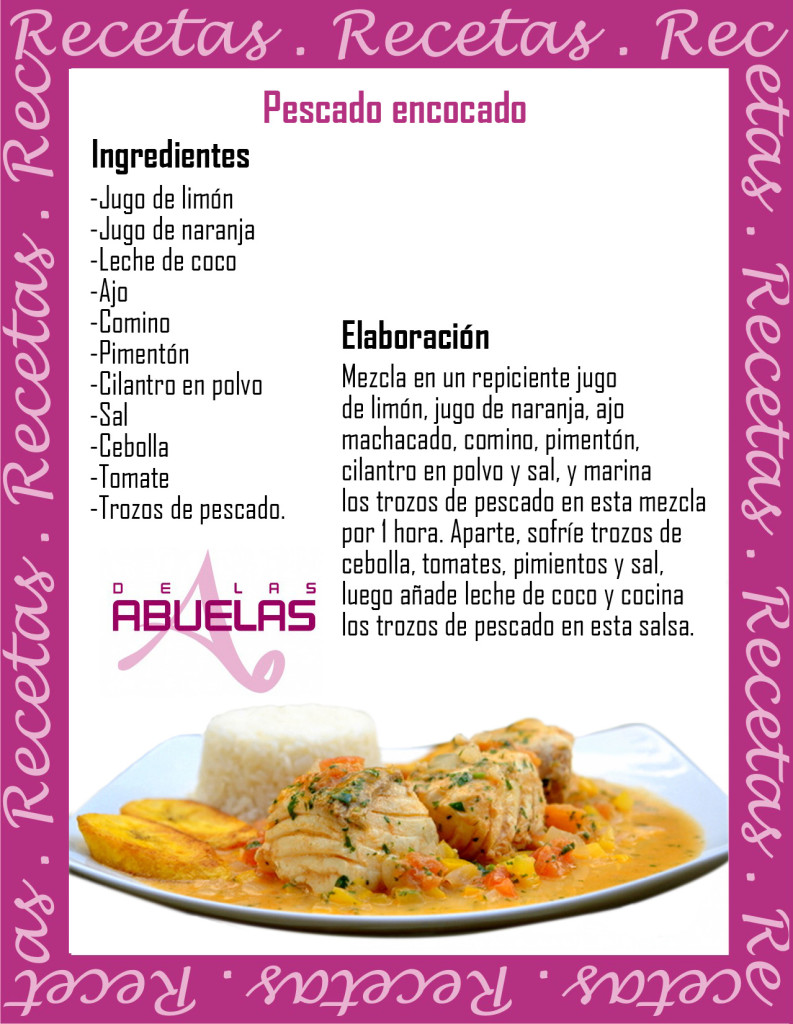 Recetas . Recetas . Rec
etas . Recetas . Recetas . Re
cetas . Recetas . Recet
as . Recetas . Recetas . Rec
Pescado encocado
Ingredientes
-Jugo de limón
-Jugo de naranja
-Leche de coco
-Ajo
-Comino
-Pimentón
-Cilantro en polvo
-Sal
-Cebolla
-Tomate
-Trozos de pescado.
Elaboración
Mezcla en un repiciente jugo
de limón, jugo de naranja, ajo
machacado, comino, pimentón,
cilantro en polvo y sal, y marina
los trozos de pescado en esta mezcla
por 1 hora. Aparte, sofríe trozos de
cebolla, tomates, pimientos y sal,
luego añade leche de coco y cocina
los trozos de pescado en esta salsa.
DE LAS
ABUELAS